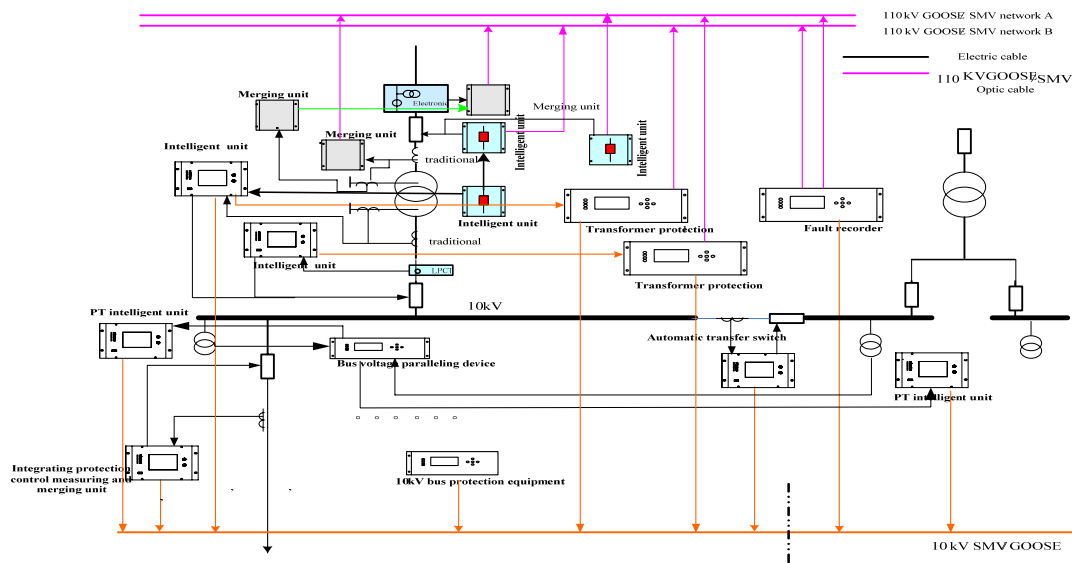 110 kV GOOSE/SMV network A
110 kV GOOSE/SMV network B
Electric cable
110 KVGOOSE/SMV
Optic cable
Electronic
Merging unit
Merging unit
Merging unit
Intelligent unit
Intelligent unit
Intelligent unit
traditional
Intelligent unit
Transformer protection
Fault recorder
traditional
Intelligent unit
LPCT
Transformer protection
10kV
PT intelligent unit
Automatic transfer switch
Bus voltage paralleling device
PT intelligent unit
Integrating protection
control measuring and
merging unit
10kV bus protection equipment
10kV SMV/GOOSE